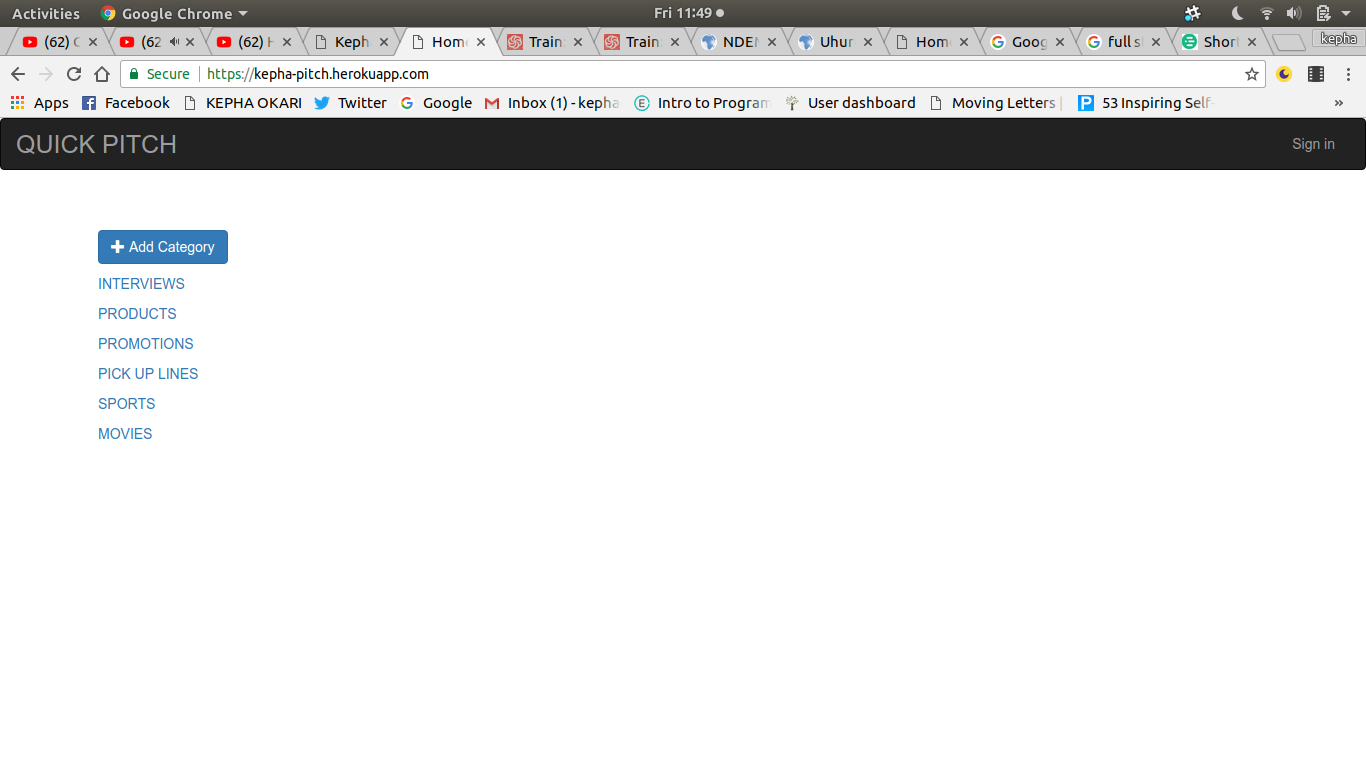 Activities Google Chrome Fri 11:49
(62) (62 (62) Keph Home Train Train NDE Uhur Home Goog full s Short kepha
Secure https://kepha-pitch.herokuapp.com
Apps Facebook KEPHA OKARI Twitter Google Inbox (1) - kepha Intro to Program User dashboard Moving Letters | 53 Inspiring Self- »
QUICK PITCH Sign in
Add Category
INTERVIEWS
PRODUCTS
PROMOTIONS
PICK UP LINES
SPORTS
MOVIES